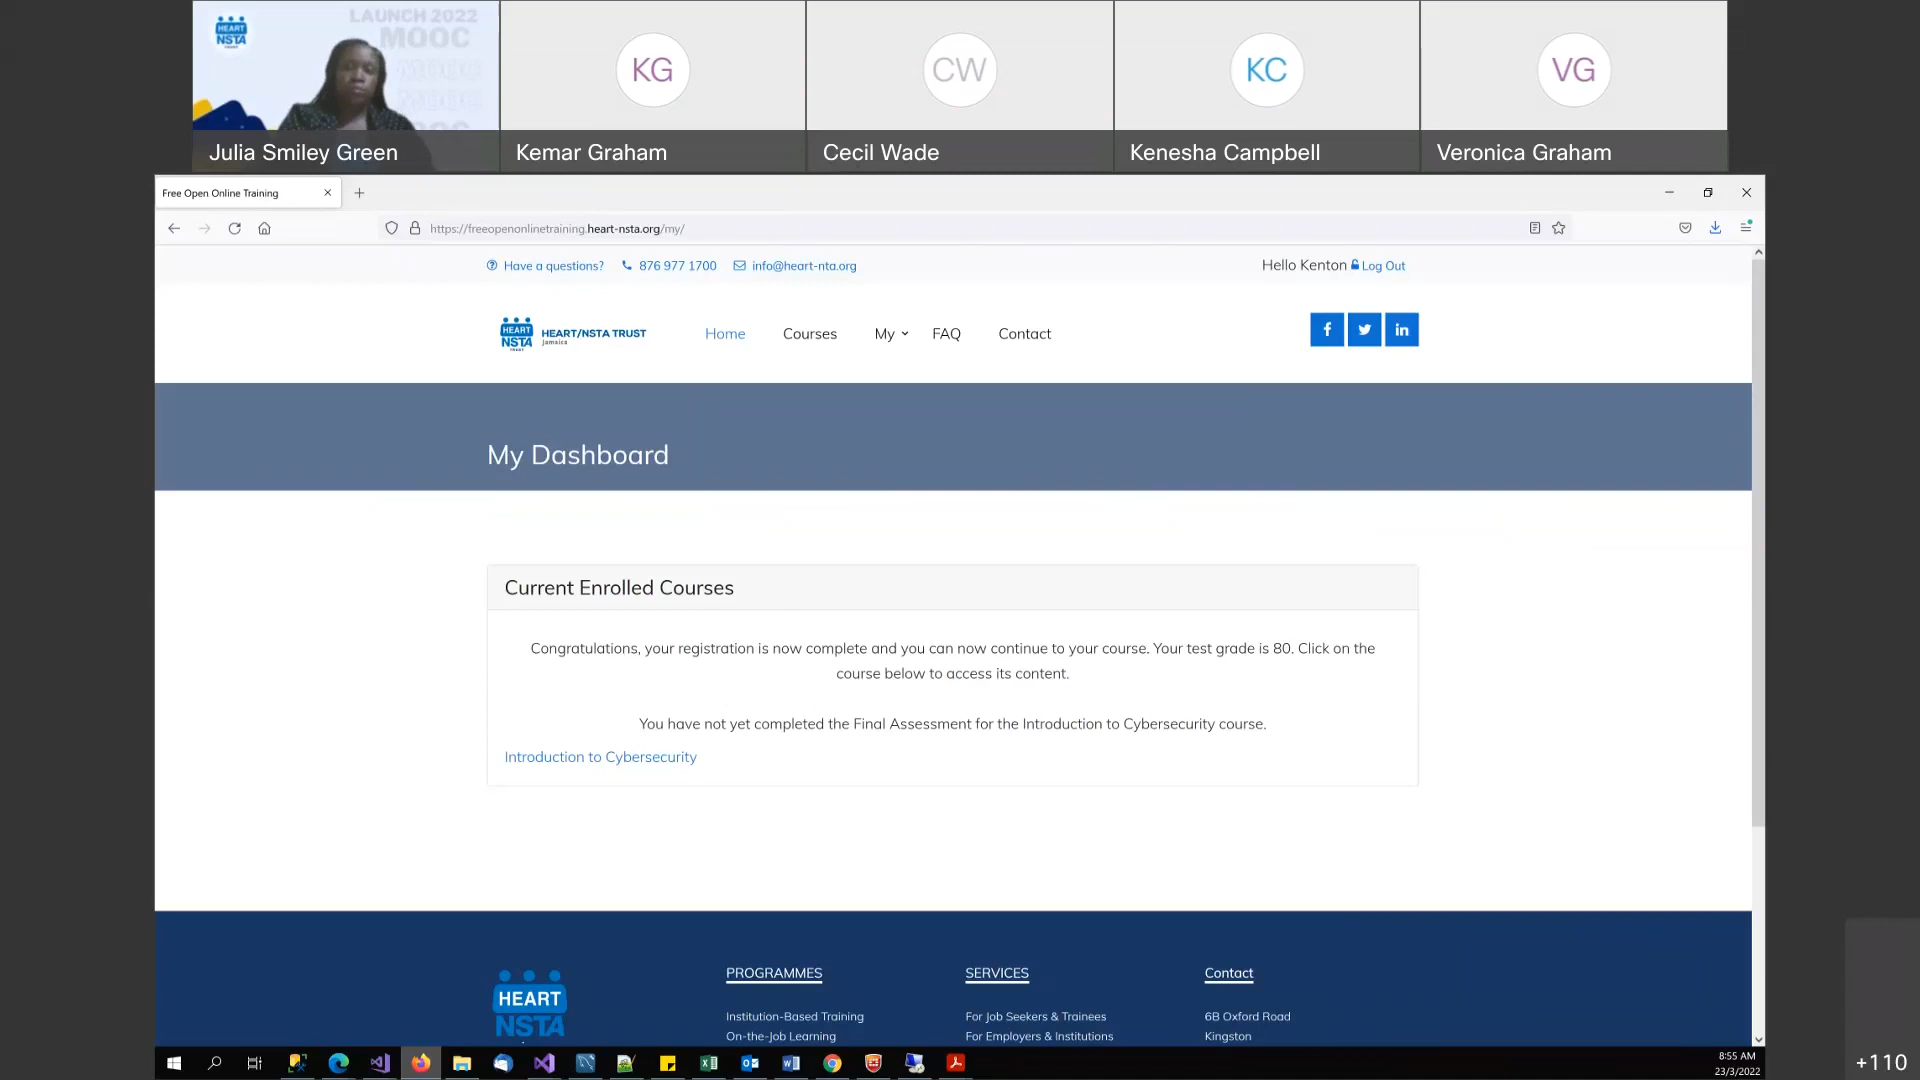 HEART
NSTA
TRUST
LAUNCH 2022
MOOC
MOOC
MOOC
MOOC
KG
CW
KC
VG
Julia Smiley Green
Kemar Graham
Cecil Wade
Kenesha Campbell
Veronica Graham
Free Open Online Training
https://freeopenonlinetraining.heart-nsta.org/my/
Have a questions? 876 977 1700 info@heart-nta.org
Hello Kenton Log Out
HEART
NSTA
TRUST
HEART/NSTA TRUST
Jamaica
Home Courses My FAQ Contact
My Dashboard
Current Enrolled Courses
Congratulations, your registration is now complete and you can now continue to your course. Your test grade is 80. Click on the
course below to access its content.
You have not yet completed the Final Assessment for the Introduction to Cybersecurity course.
Introduction to Cybersecurity
HEART
NSTA
PROGRAMMES
Institution-Based Training
On-the-Job Learning
SERVICES
For Job Seekers & Trainees
For Employers & Institutions
Contact
6B Oxford Road
Kingston
8:55 AM
23/3/2022
+110